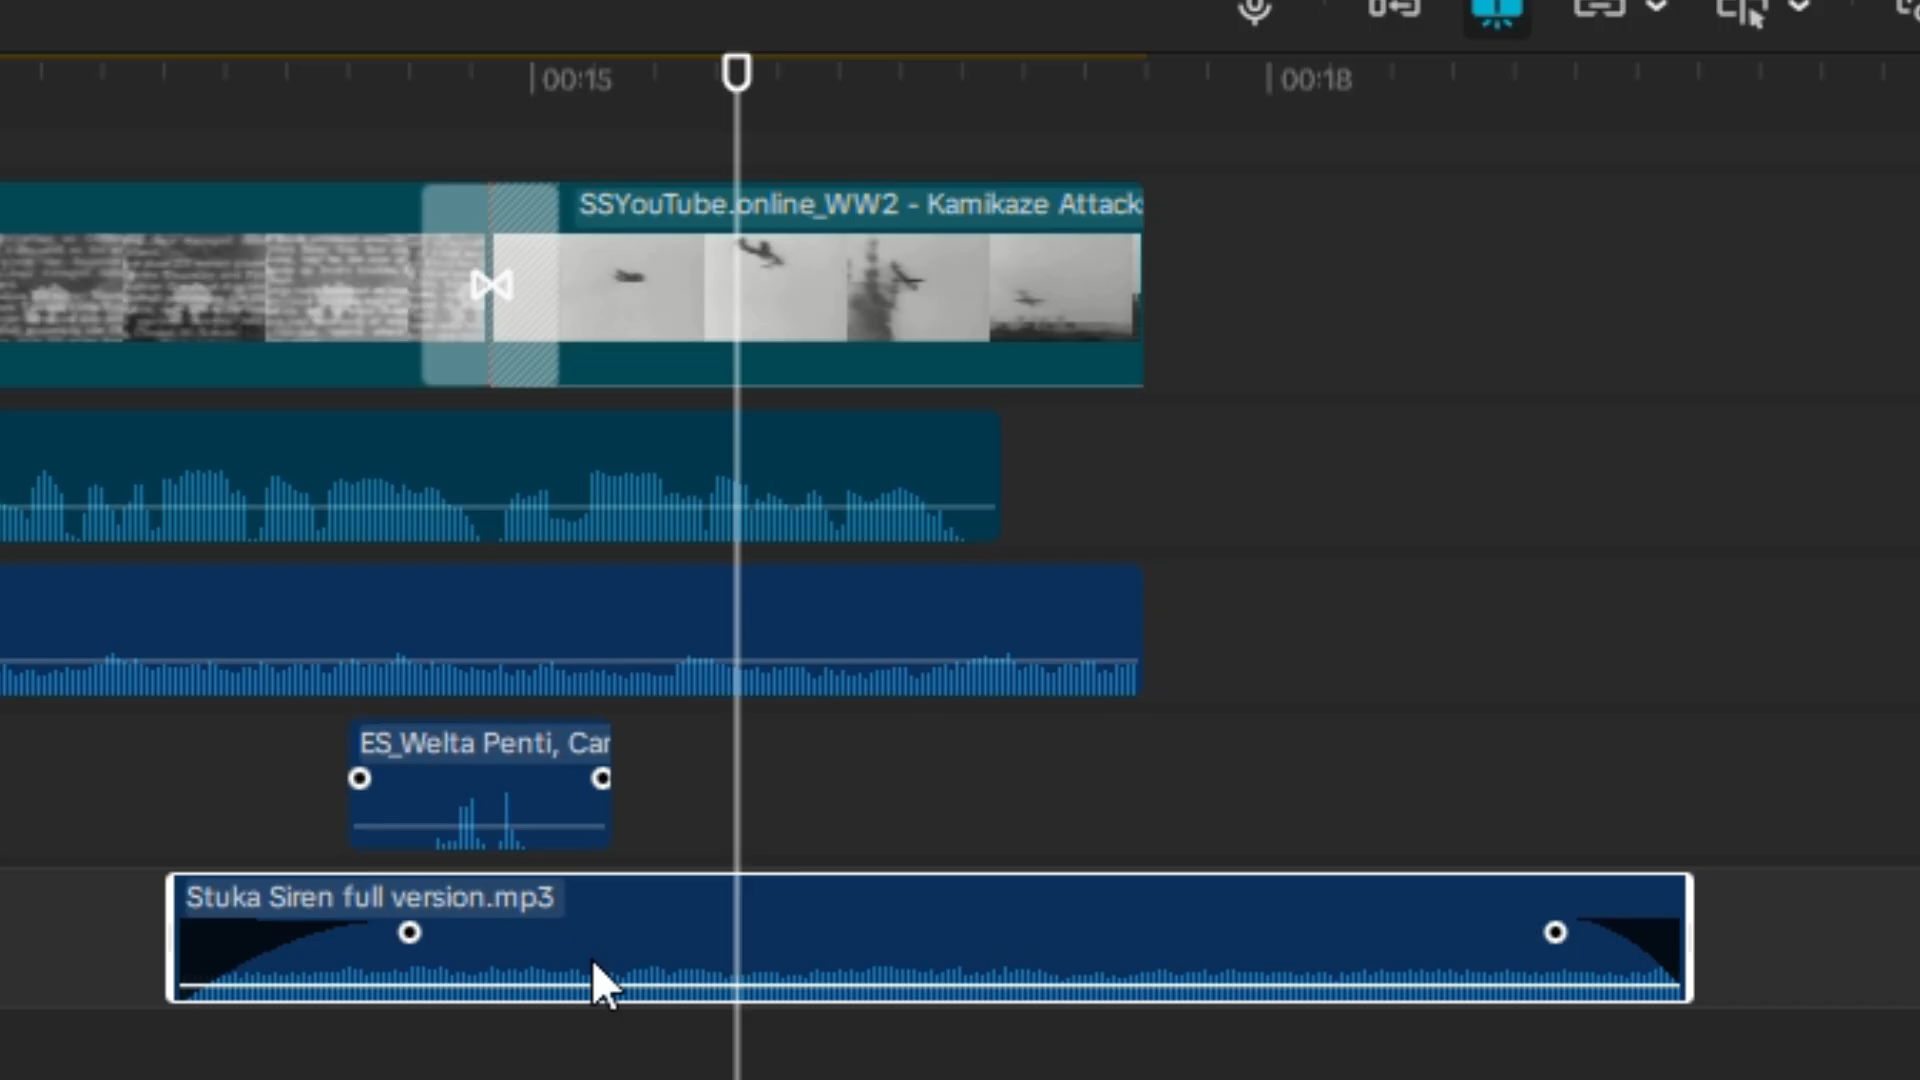 00:15
00:18
SSYouTube.online_WW2 - Kamikaze Attack
ES_Welta Penti, Car
Stuka Siren full version.mp3